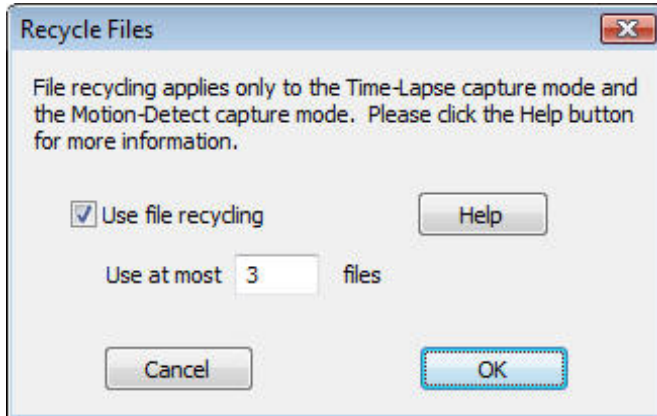 Recycle Files
File recycling applies only to the Time-Lapse capture mode and
the Motion-Detect capture mode.  Please click the Help button
for more information.
Use file recycling
Help
Use at most 3 files
Cancel
OK